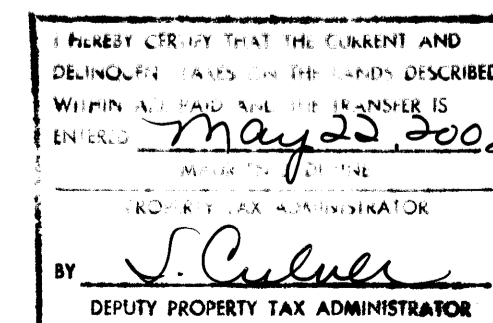 I HEREBY CERTIFY THAT THE CURRENT AND
DELINQUENT TAXES ON THE LANDS DESCRIBED
WITHIN ARE PAID AND THE TRANSFER IS
ENTERED May 22, 200
PROPERTY TAX ADMINISTRATOR
BY S. Culver
DEPUTY PROPERTY TAX ADMINISTRATOR